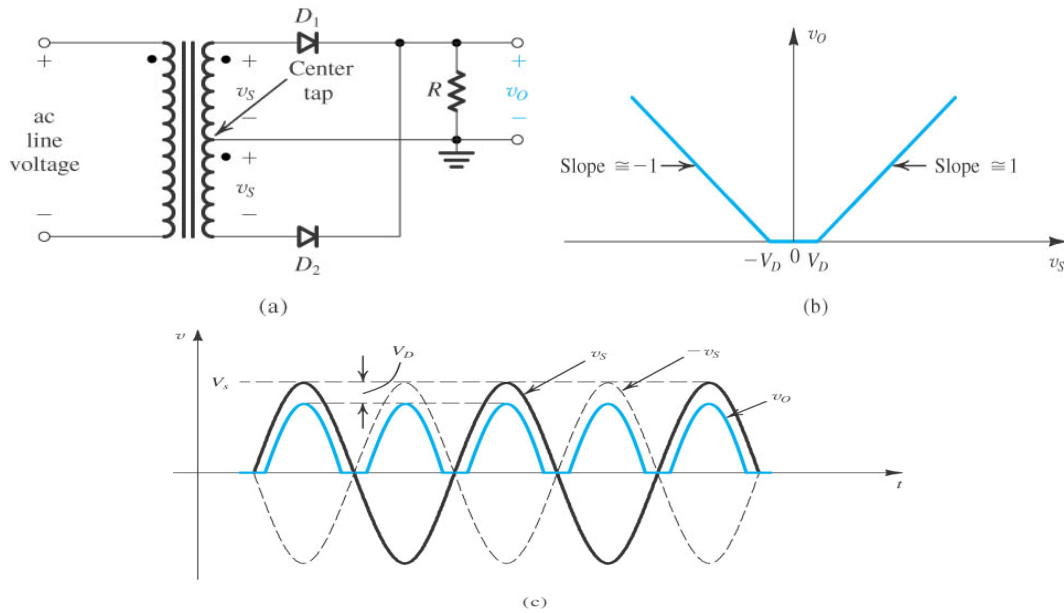 D1
+
+
Center
tap
vS
−
R
+
vO
−
ac
line
voltage
+
vS
−
−
D2
(a)
vO
Slope ≅ −1
Slope ≅ 1
−VD 0 VD
vS
(b)
v
VD
vS
−vS
Vs
vO
t
(c)